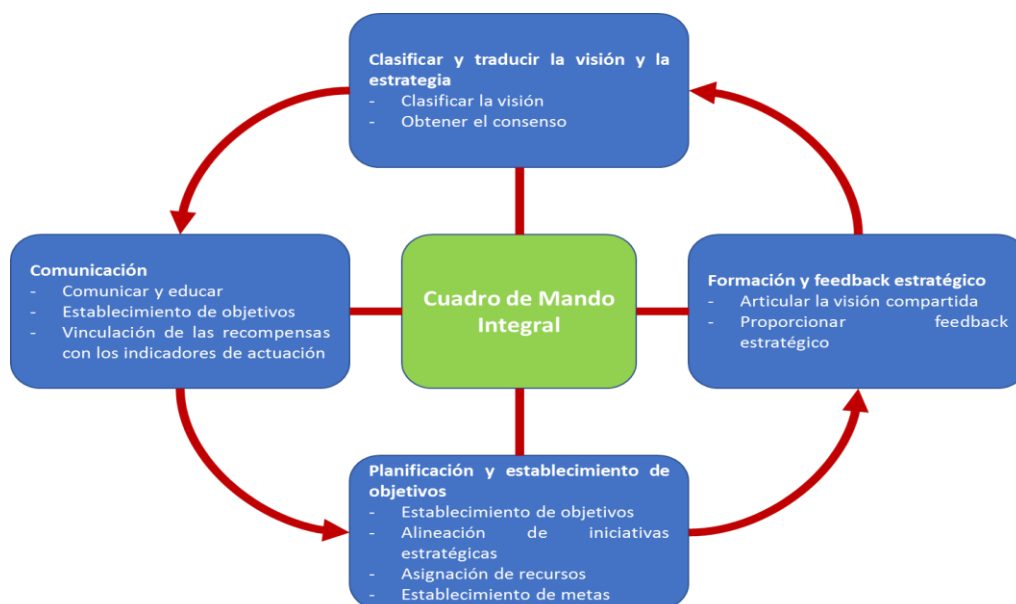 Clasificar y traducir la visión y la
estrategia
- Clasificar la visión
- Obtener el consenso
Comunicación
- Comunicar y educar
- Establecimiento de objetivos
- Vinculación de las recompensas
con los indicadores de actuación
Cuadro de Mando
Integral
Formación y feedback estratégico
- Articular la visión compartida
- Proporcionar feedback
estratégico
Planificación y establecimiento de
objetivos
- Establecimiento de objetivos
- Alineación de iniciativas
estratégicas
- Asignación de recursos
- Establecimiento de metas